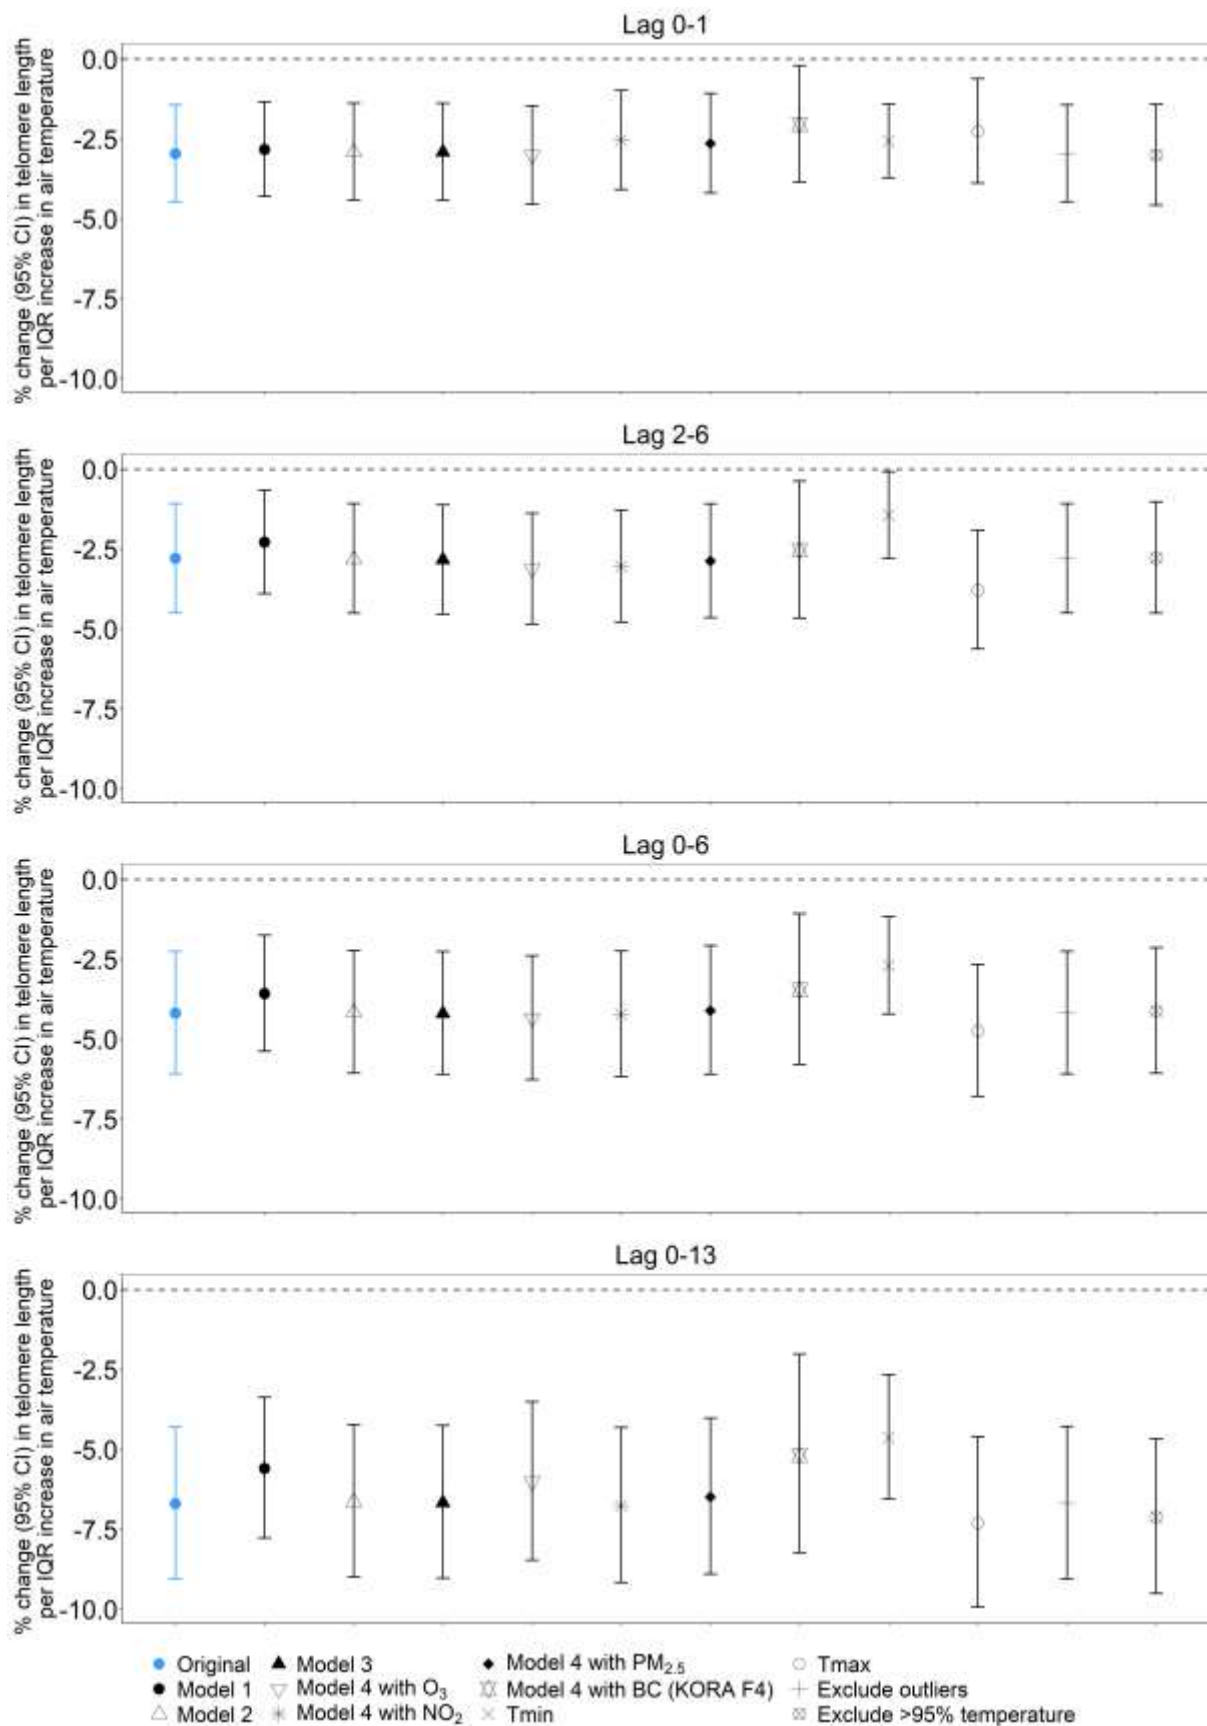 Lag 0-1
% change (95% CI) in telomere length
per IQR increase in air temperature
0.0
-2.5
-5.0
-7.5
-10.0
Lag 2-6
% change (95% CI) in telomere length
per IQR increase in air temperature
0.0
-2.5
-5.0
-7.5
-10.0
Lag 0-6
% change (95% CI) in telomere length
per IQR increase in air temperature
0.0
-2.5
-5.0
-7.5
-10.0
Lag 0-13
% change (95% CI) in telomere length
per IQR increase in air temperature
0.0
-2.5
-5.0
-7.5
-10.0
Original
Model 1
Model 2
Model 3
Model 4 with O₃
Model 4 with NO₂
Model 4 with PM₂.₅
Model 4 with BC (KORA F4)
Tmin
Tmax
Exclude outliers
Exclude >95% temperature